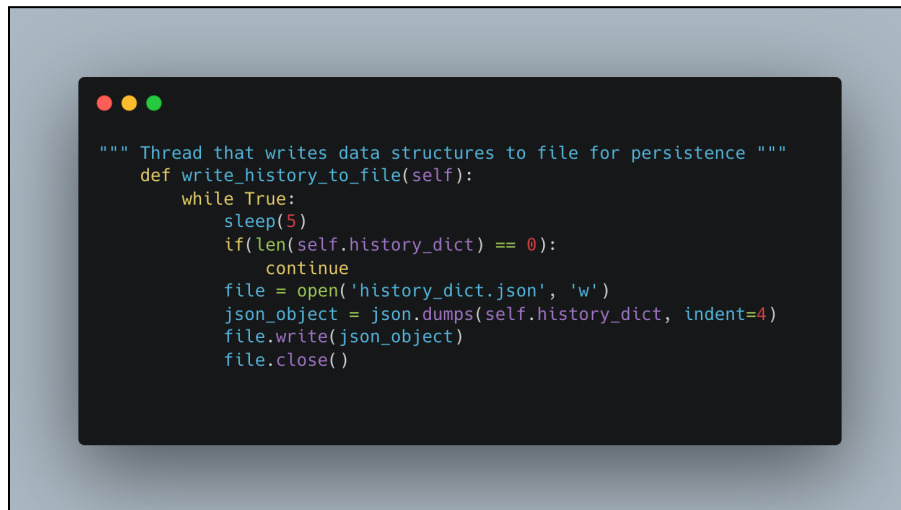 """ Thread that writes data structures to file for persistence """
    def write_history_to_file(self):
        while True:
            sleep(5)
            if(len(self.history_dict) == 0):
                continue
            file = open('history_dict.json', 'w')
            json_object = json.dumps(self.history_dict, indent=4)
            file.write(json_object)
            file.close()